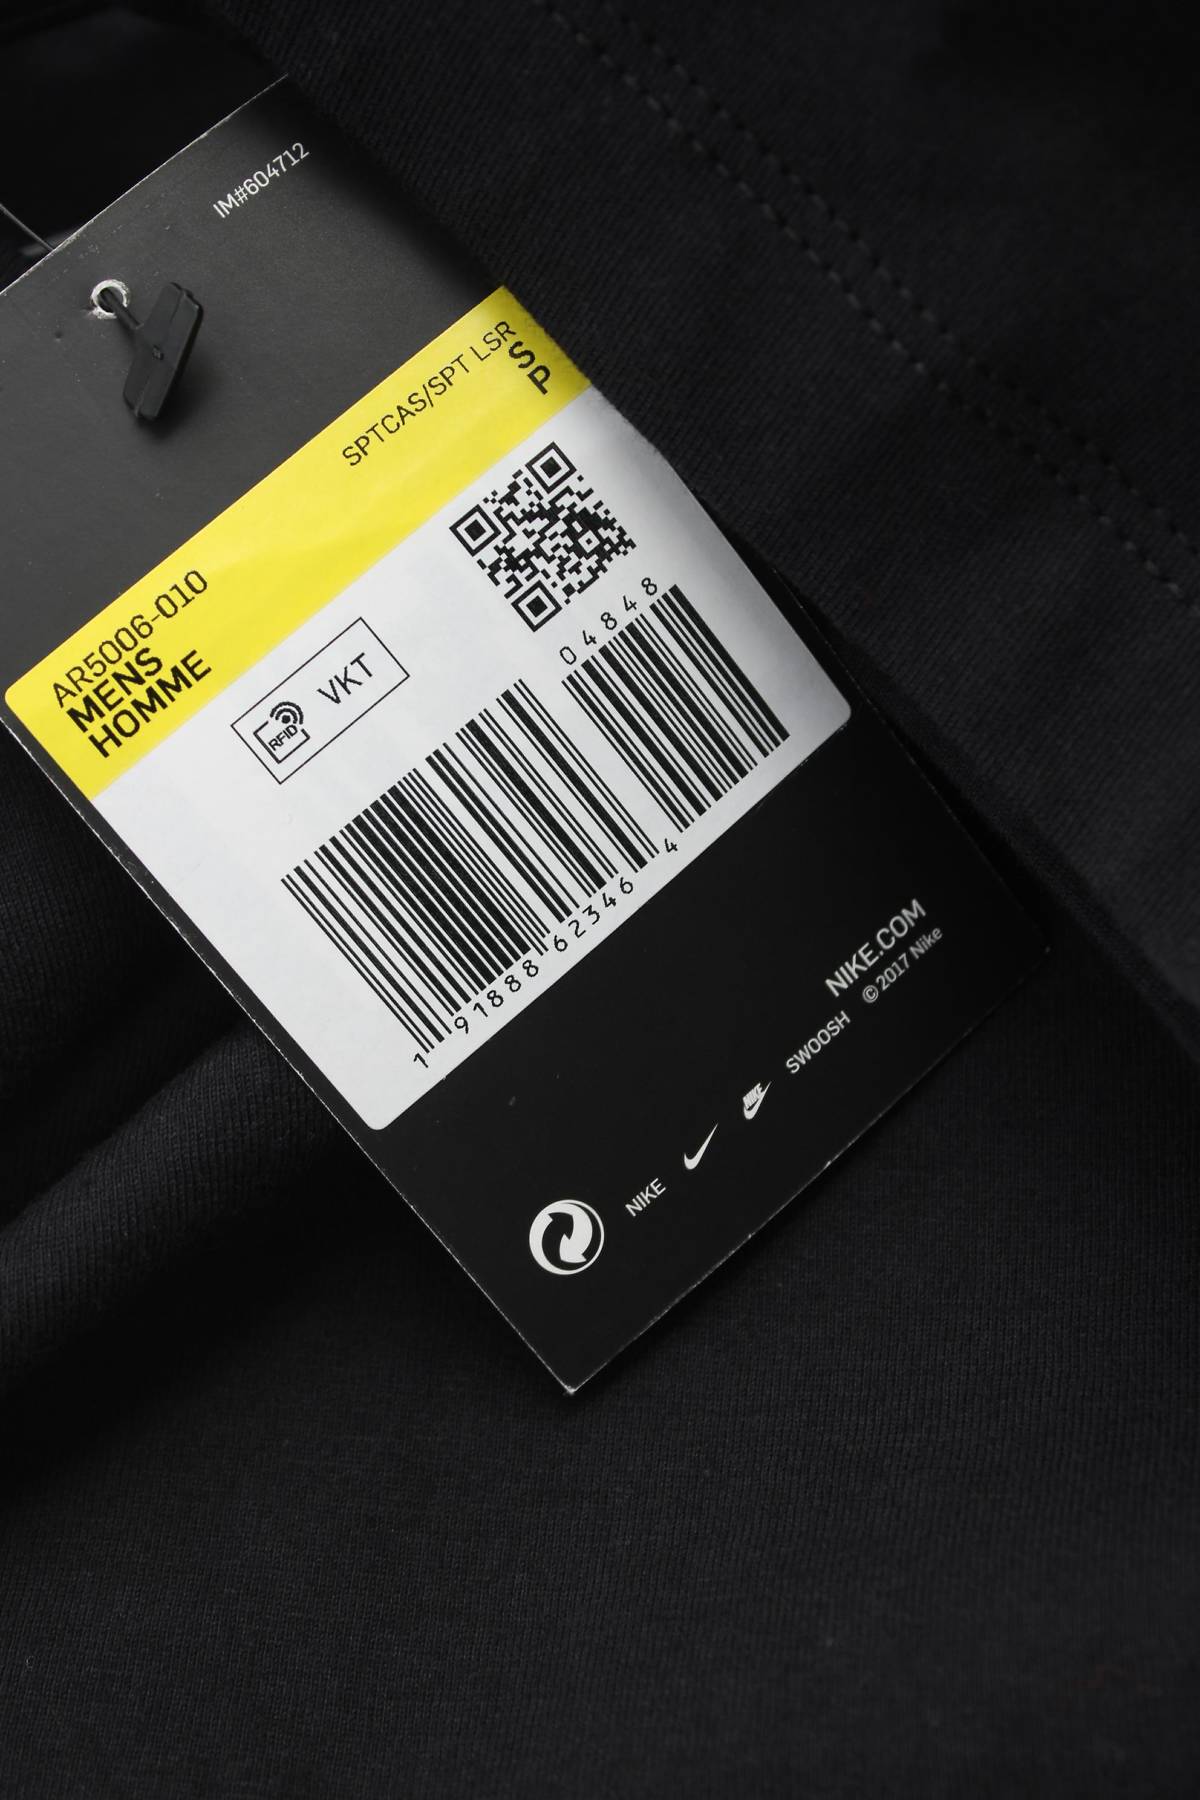 IM#604712
SPTCAS/SPT LSR
S
P
AR5006-010
MENS
HOMME
RFID VKT
04848
1 91888 62346 4
NIKE.COM
© 2017 Nike
NIKE NIKE SWOOSH